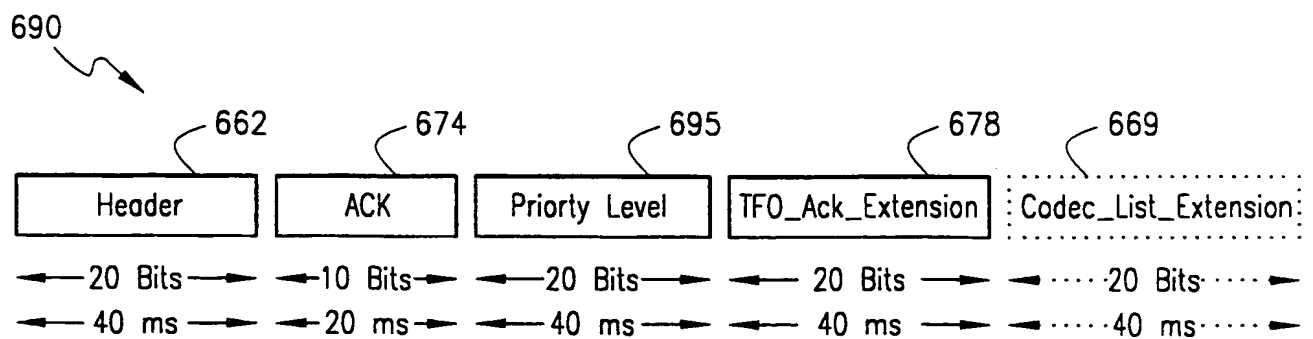 690
662 674 695 678 669
Header ACK Priorty Level TFO_Ack_Extension Codec_List_Extension
20 Bits 10 Bits 20 Bits 20 Bits 20 Bits
40 ms 20 ms 40 ms 40 ms 40 ms